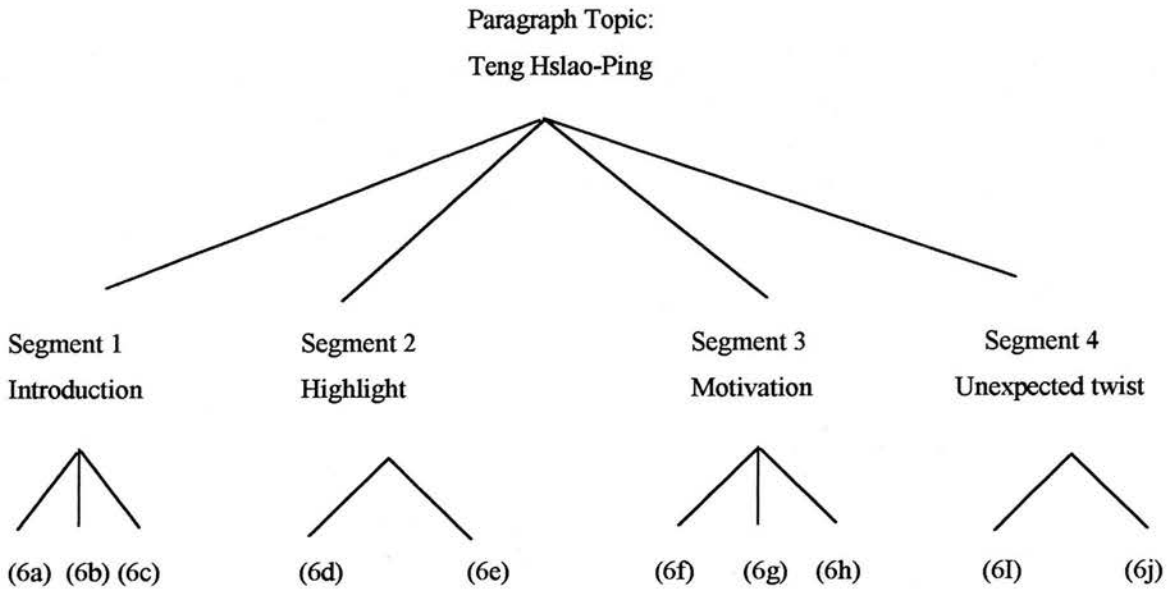 Paragraph Topic:
Teng Hslao-Ping
Segment 1
Introduction
Segment 2
Highlight
Segment 3
Motivation
Segment 4
Unexpected twist
(6a) (6b) (6c)
(6d) (6e)
(6f) (6g) (6h)
(6I) (6j)